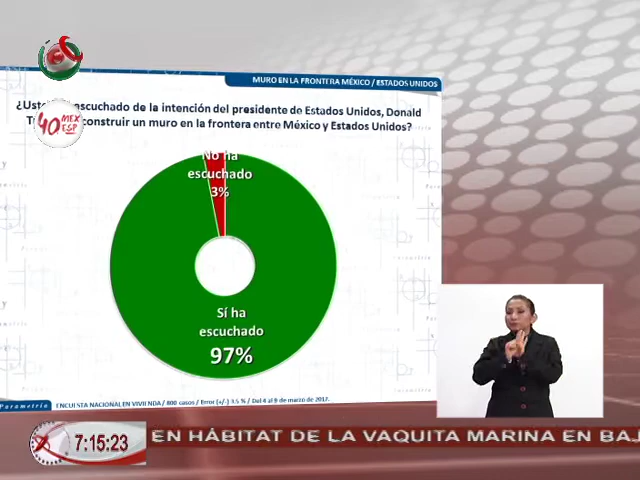 MURO EN LA FRONTERA MÉXICO / ESTADOS UNIDOS
escuchado de la intención del presidente de Estados Unidos, Donald
construir un muro en la frontera entre México y Estados Unidos?
40 MEX
ESP
No ha
escuchado
3%
Sí ha
escuchado
97%
Parametría
ENCUESTA NACIONAL EN VIVIENDA / 800 casos / Error (+/-) 3.5 % / Del 4 al 9 de marzo de 2017.
7:15:23
EN HÁBITAT DE LA VAQUITA MARINA EN BAJ